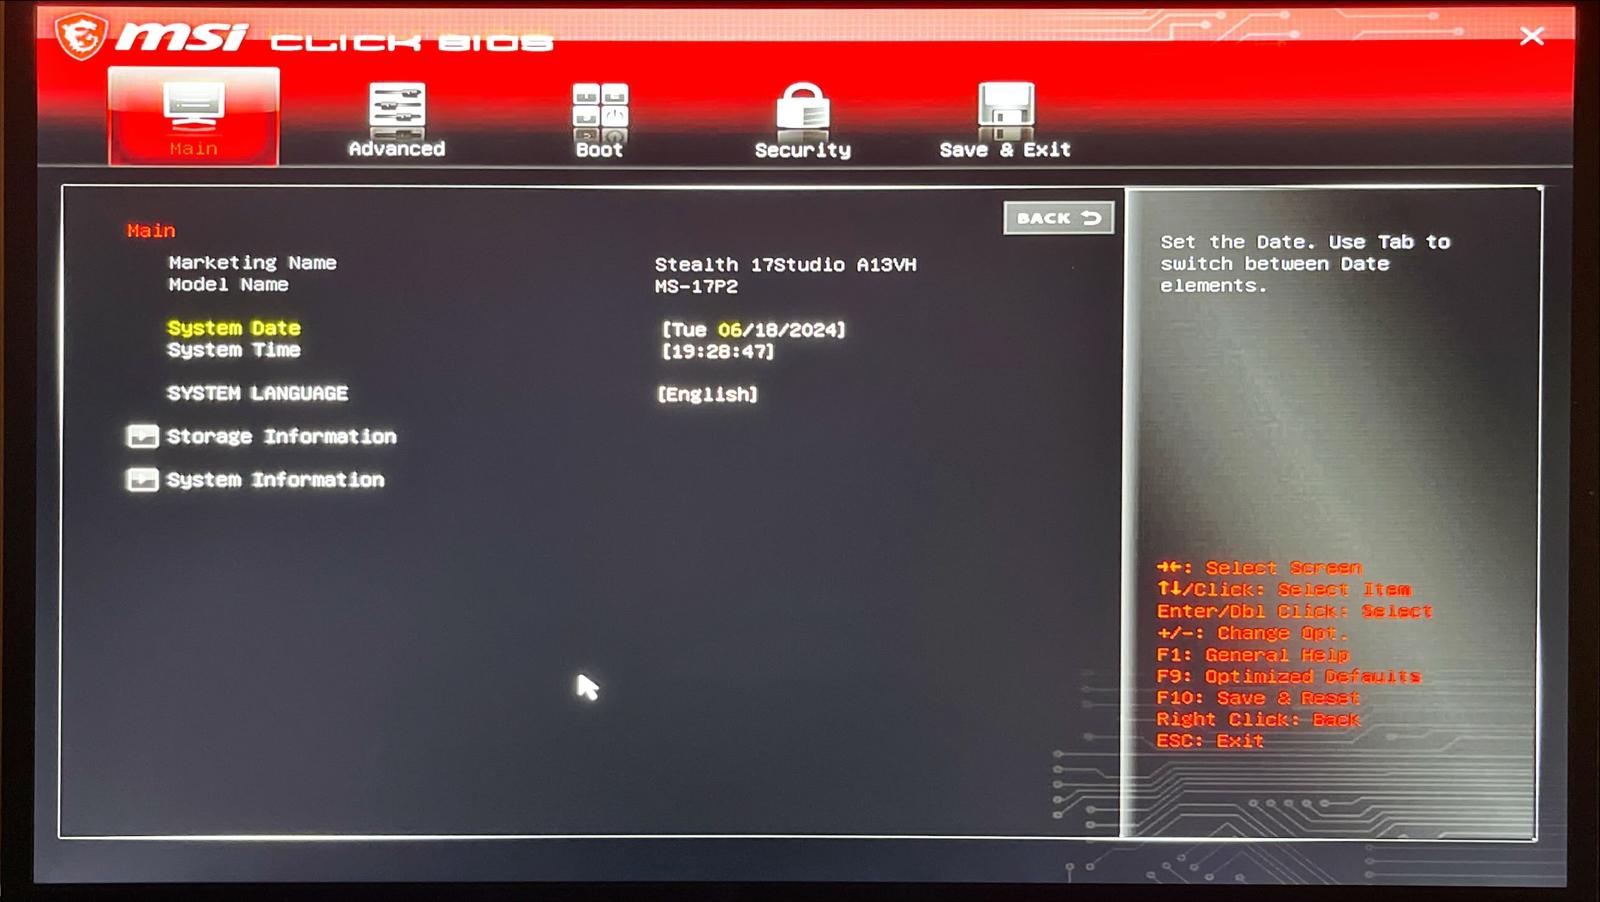 msi CLICK BIOS
Main
Advanced
Boot
Security
Save & Exit
BACK
Main
Marketing Name Stealth 17Studio A13VH
Model Name MS-17P2
System Date [Tue 06/18/2024]
System Time [19:28:47]
SYSTEM LANGUAGE [English]
Storage Information
System Information
Set the Date. Use Tab to
switch between Date
elements.
→←: Select Screen
↑↓/Click: Select Item
Enter/Dbl Click: Select
+/-: Change Opt.
F1: General Help
F9: Optimized Defaults
F10: Save & Reset
Right Click: Back
ESC: Exit